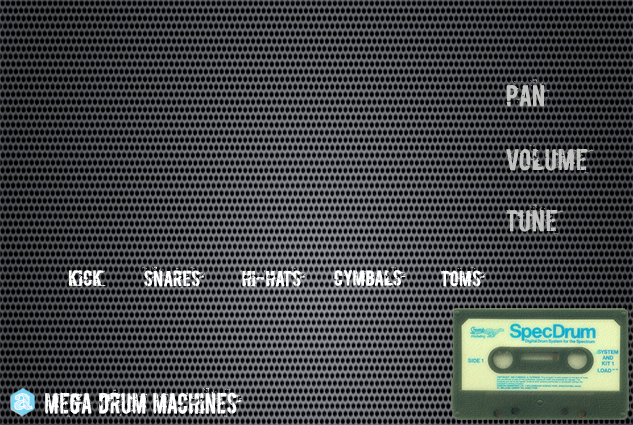 PAN
VOLUME
TUNE
KICK SNARES HI-HATS CYMBALS TOMS
SpecDrum
Digital Drum System for the Spectrum
SIDE 1
SYSTEM
AND
KIT 1
LOAD ""
a
MEGA DRUM MACHINES